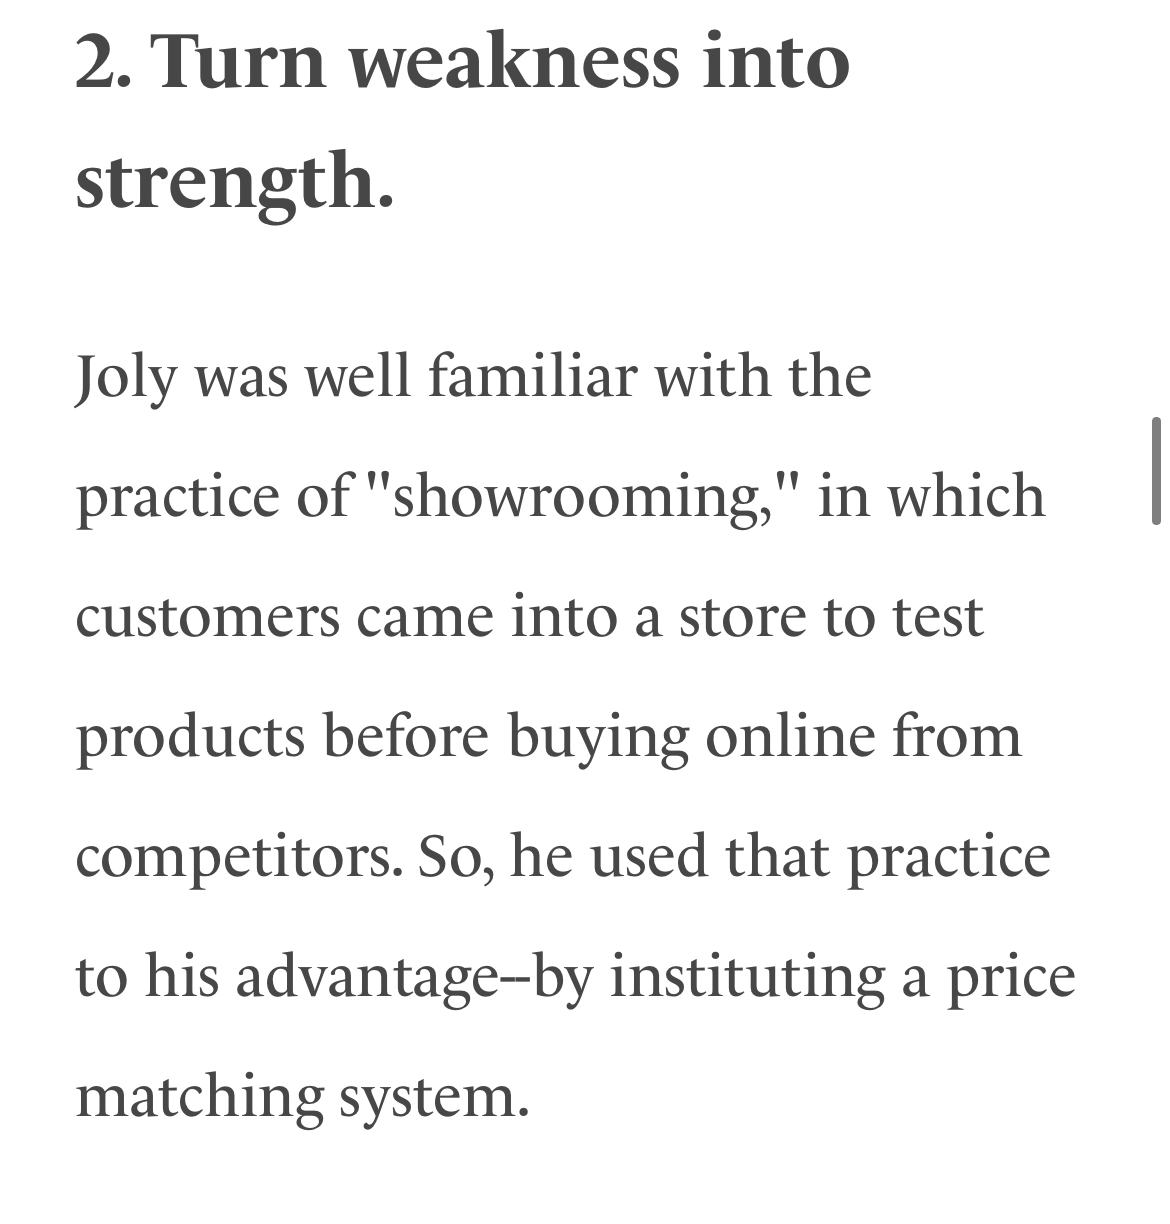 2. Turn weakness into
strength.
Joly was well familiar with the
practice of "showrooming," in which
customers came into a store to test
products before buying online from
competitors. So, he used that practice
to his advantage--by instituting a price
matching system.